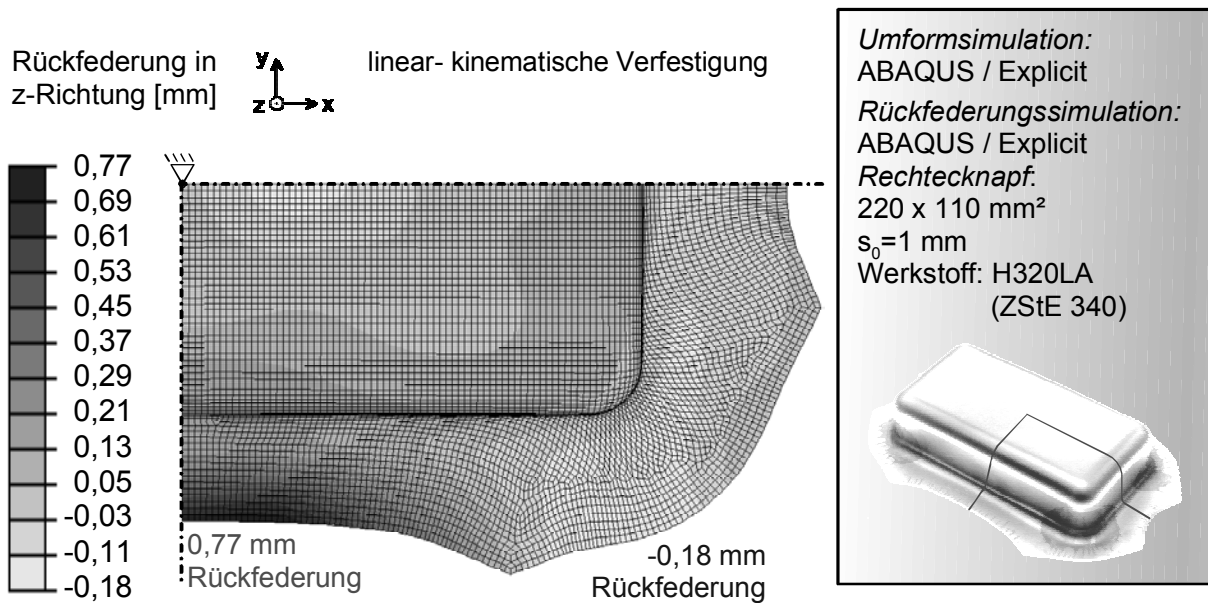 Rückfederung in
z-Richtung [mm]
y
z
x
linear- kinematische Verfestigung
0,77
0,69
0,61
0,53
0,45
0,37
0,29
0,21
0,13
0,05
-0,03
-0,11
-0,18
0,77 mm
Rückfederung
-0,18 mm
Rückfederung
Umformsimulation:
ABAQUS / Explicit
Rückfederungssimulation:
ABAQUS / Explicit
Rechtecknapf:
220 x 110 mm²
s₀=1 mm
Werkstoff: H320LA
(ZStE 340)